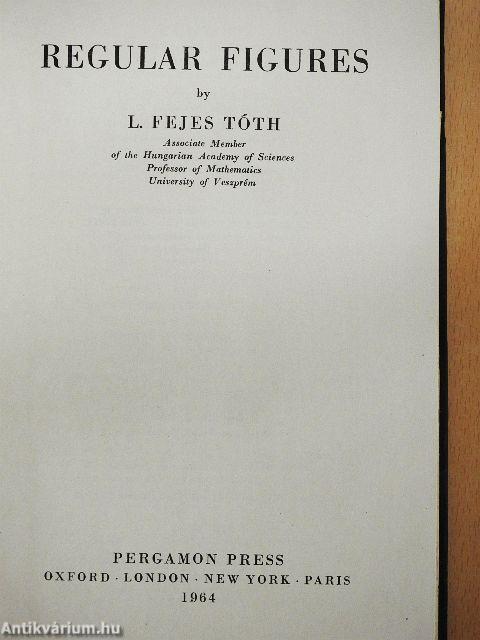 REGULAR FIGURES
by
L. FEJES TÓTH
Associate Member
of the Hungarian Academy of Sciences
Professor of Mathematics
University of Veszprém
PERGAMON PRESS
OXFORD · LONDON · NEW YORK · PARIS
1964
Antikvárium.hu